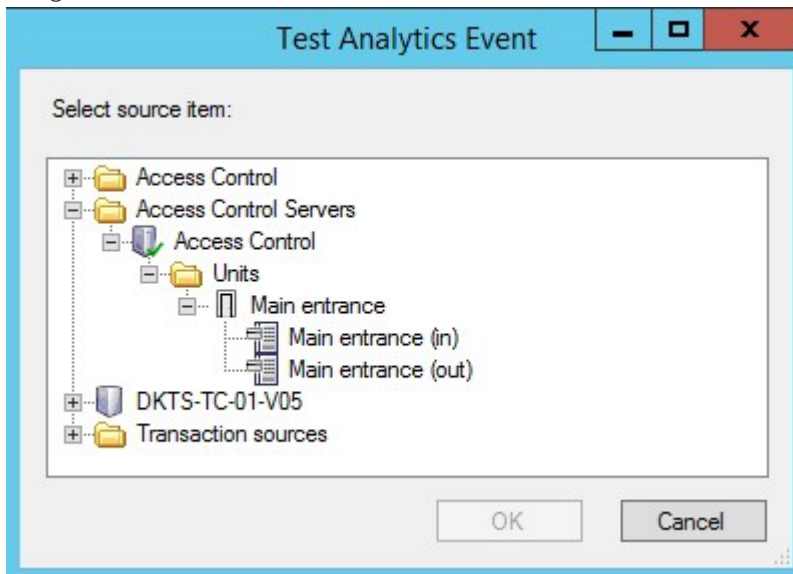 Test Analytics Event
Select source item:
Access Control
Access Control Servers
Access Control
Units
Main entrance
Main entrance (in)
Main entrance (out)
DKTS-TC-01-V05
Transaction sources
OK
Cancel